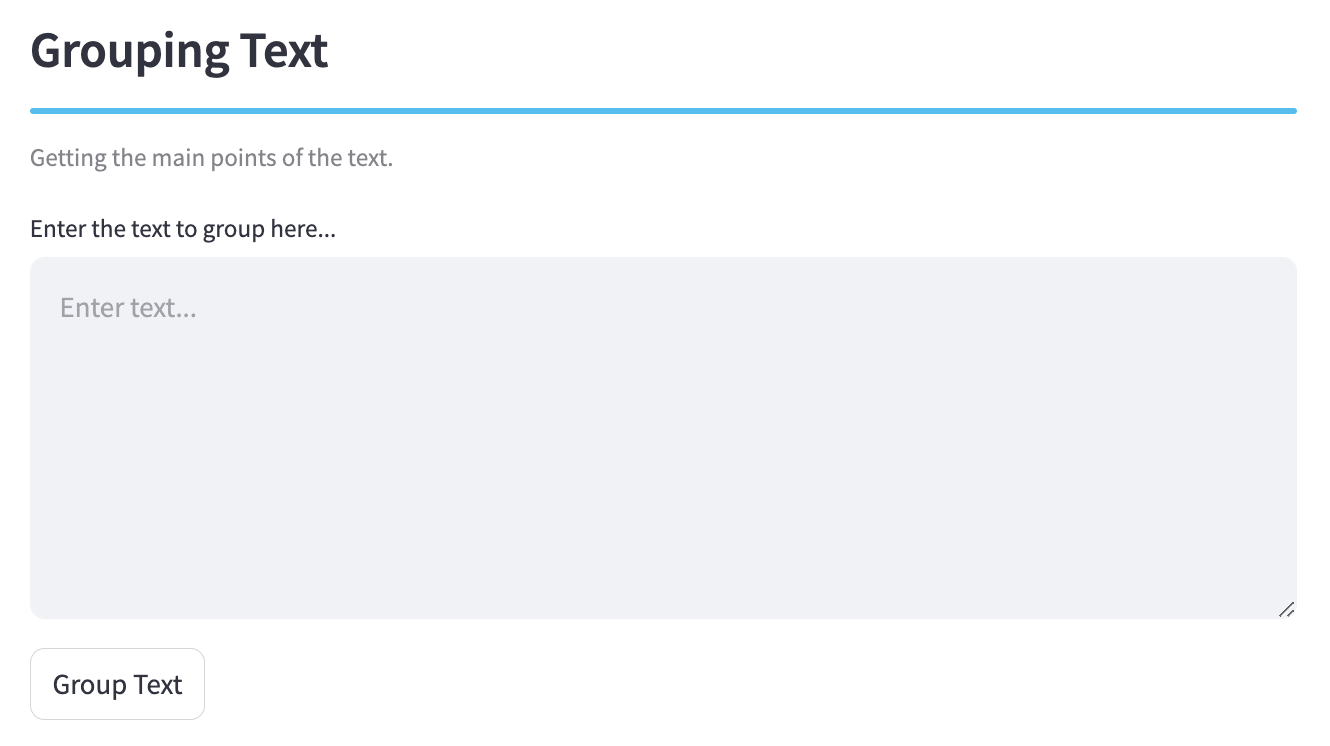 Grouping Text
Getting the main points of the text.
Enter the text to group here...
Enter text...
Group Text